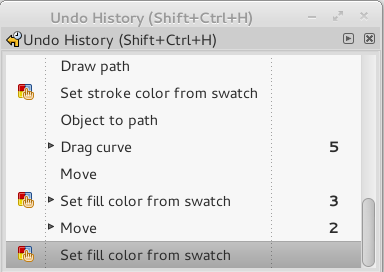 Undo History (Shift+Ctrl+H)
Undo History (Shift+Ctrl+H)
Draw path
Set stroke color from swatch
Object to path
Drag curve 5
Move
Set fill color from swatch 3
Move 2
Set fill color from swatch